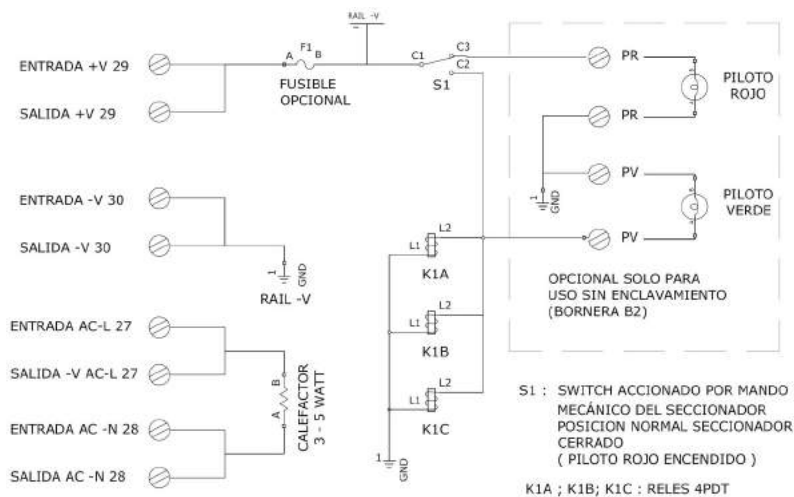 RAIL -V
ENTRADA +V 29
A F1 B
FUSIBLE
OPCIONAL
C1
C3
C2
S1
SALIDA +V 29
PR
PR
PILOTO
ROJO
1
GND
PV
PV
PILOTO
VERDE
ENTRADA -V 30
SALIDA -V 30
1
GND
RAIL -V
L1
L2
K1A
L1
L2
K1B
L1
L2
K1C
1
GND
OPCIONAL SOLO PARA
USO SIN ENCLAVAMIENTO
(BORNERA B2)
ENTRADA AC-L 27
SALIDA -V AC-L 27
ENTRADA AC -N 28
SALIDA AC -N 28
B
A
CALEFACTOR
3 - 5 WATT
S1 : SWITCH ACCIONADO POR MANDO
MECÁNICO DEL SECCIONADOR
POSICION NORMAL SECCIONADOR
CERRADO
( PILOTO ROJO ENCENDIDO )
K1A ; K1B; K1C : RELES 4PDT